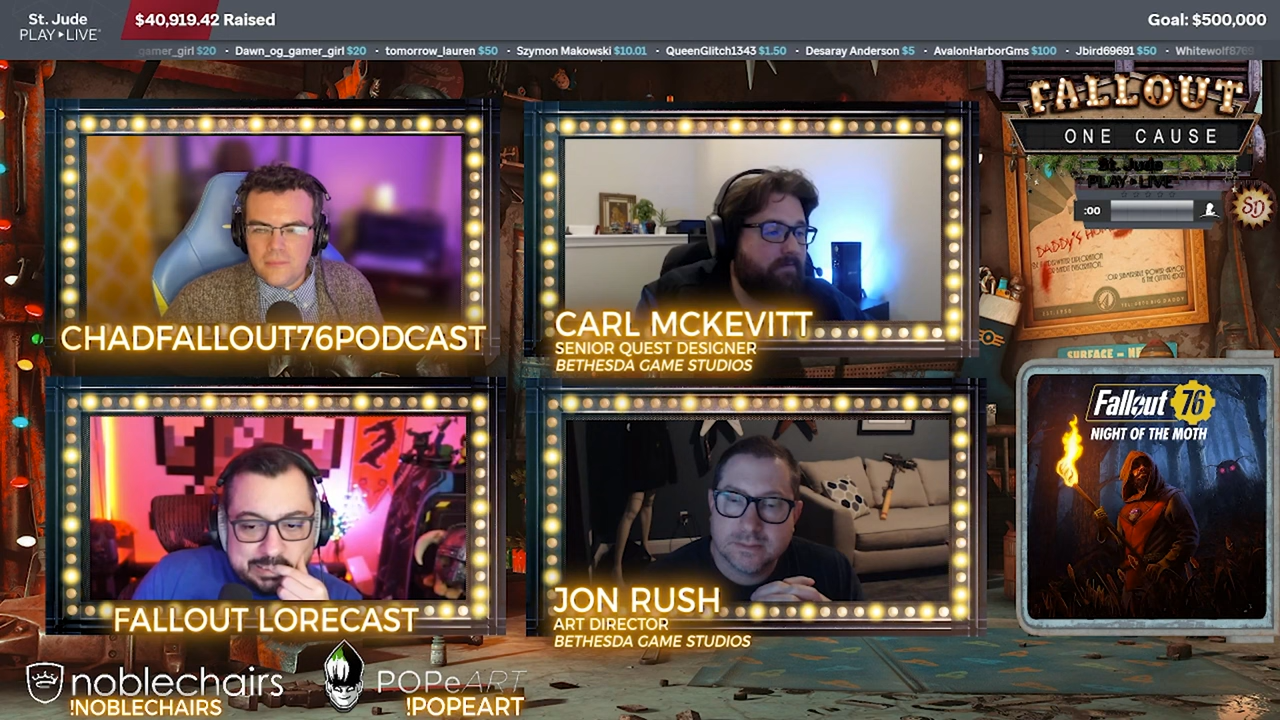 St. Jude
PLAY LIVE
$40,919.42 Raised
Goal: $500,000
gamer_girl $20 · Dawn_og_gamer_girl $20 · tomorrow_lauren $50 · Szymon Makowski $10.01 · QueenGlitch1343 $1.50 · Desaray Anderson $5 · AvalonHarborGms $100 · Jbird69691 $50 · Whitewolf8769
FALLOUT
ONE CAUSE
St. Jude
PLAY LIVE
:00
DADDY'S
CHADFALLOUT76PODCAST
CARL MCKEVITT
SENIOR QUEST DESIGNER
BETHESDA GAME STUDIOS
SURFACE
Fallout 76
NIGHT OF THE MOTH
FALLOUT LORECAST
JON RUSH
ART DIRECTOR
BETHESDA GAME STUDIOS
noblechairs
!NOBLECHAIRS
POPeART
!POPEART